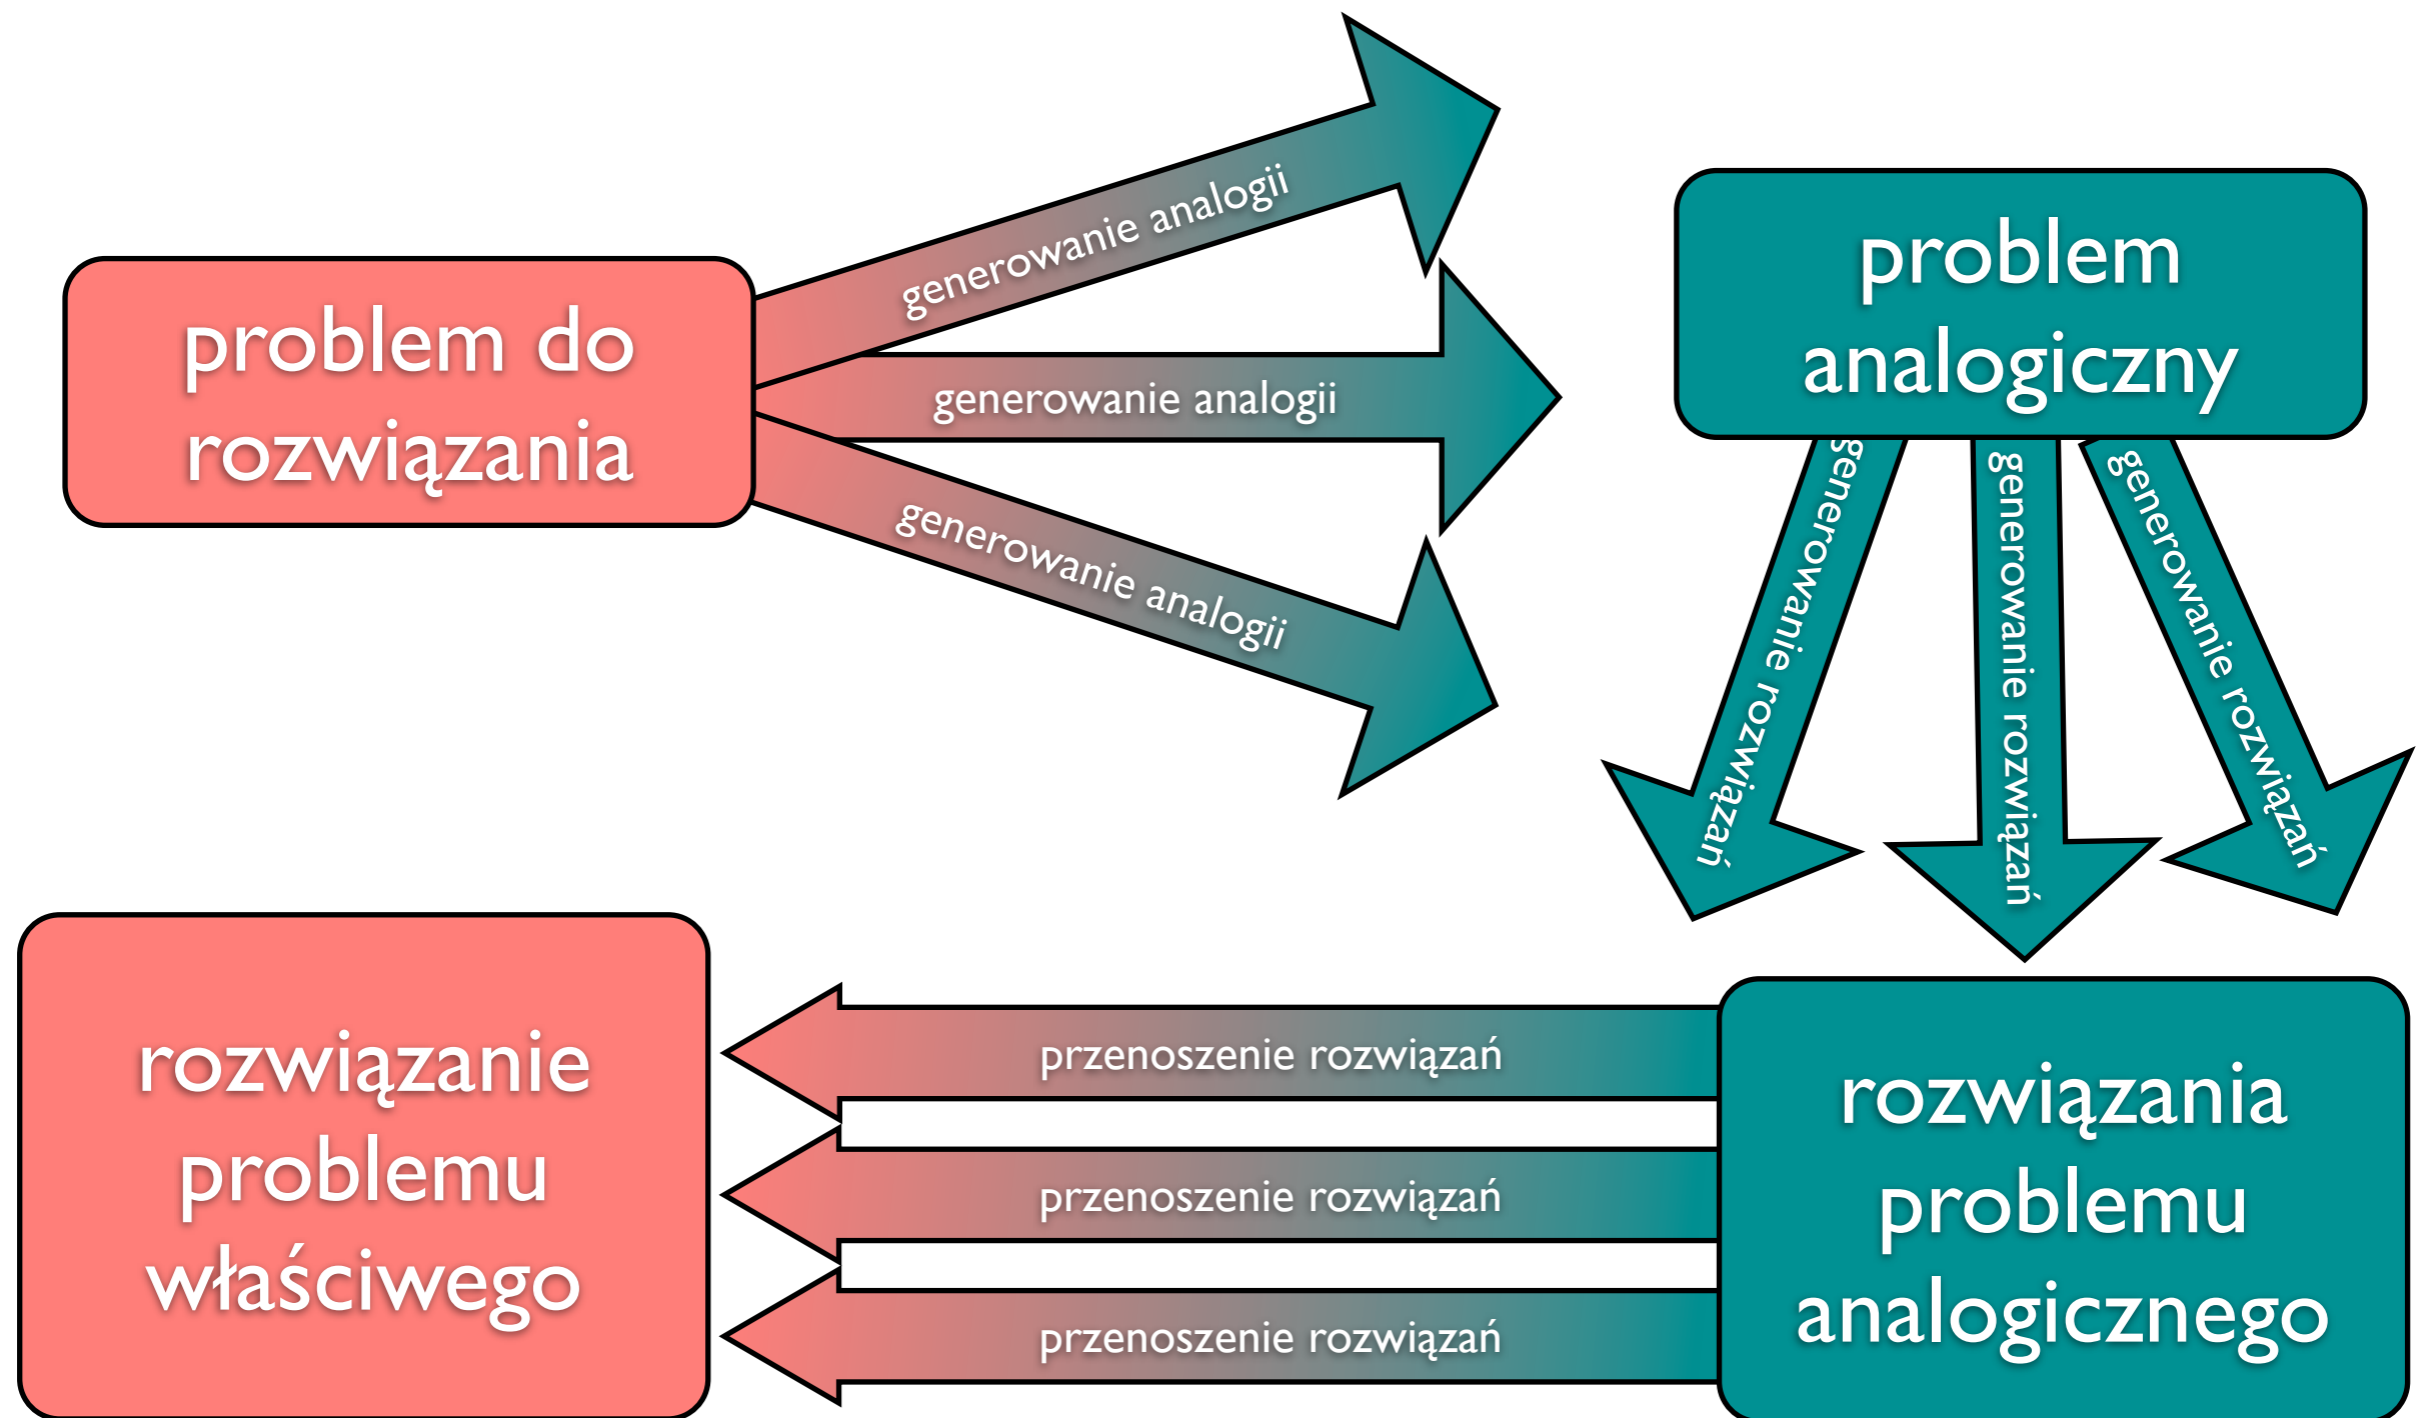 problem do
rozwiązania
generowanie analogii
generowanie analogii
generowanie analogii
problem
analogiczny
generowanie rozwiązań
generowanie rozwiązań
generowanie rozwiązań
rozwiązanie
problemu
właściwego
przenoszenie rozwiązań
przenoszenie rozwiązań
przenoszenie rozwiązań
rozwiązania
problemu
analogicznego